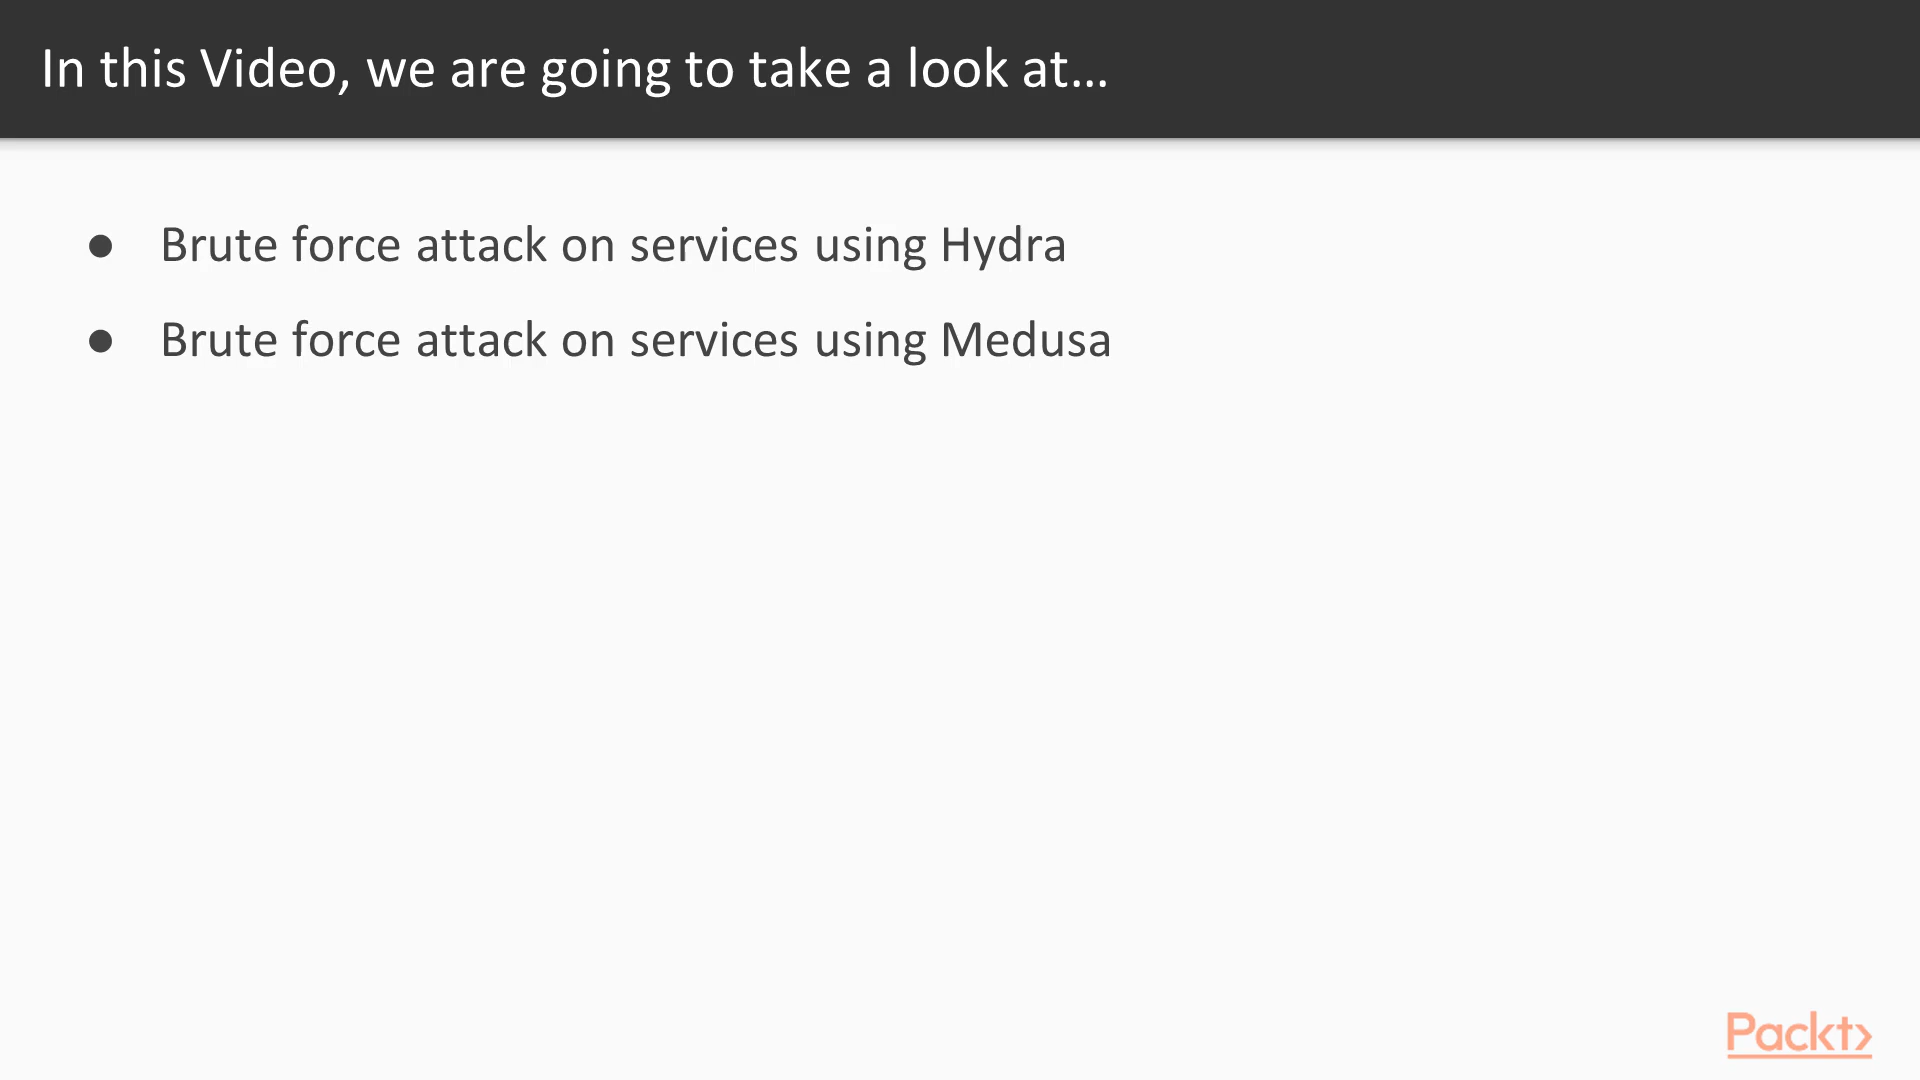 In this Video, we are going to take a look at...
● Brute force attack on services using Hydra
● Brute force attack on services using Medusa
Packt>